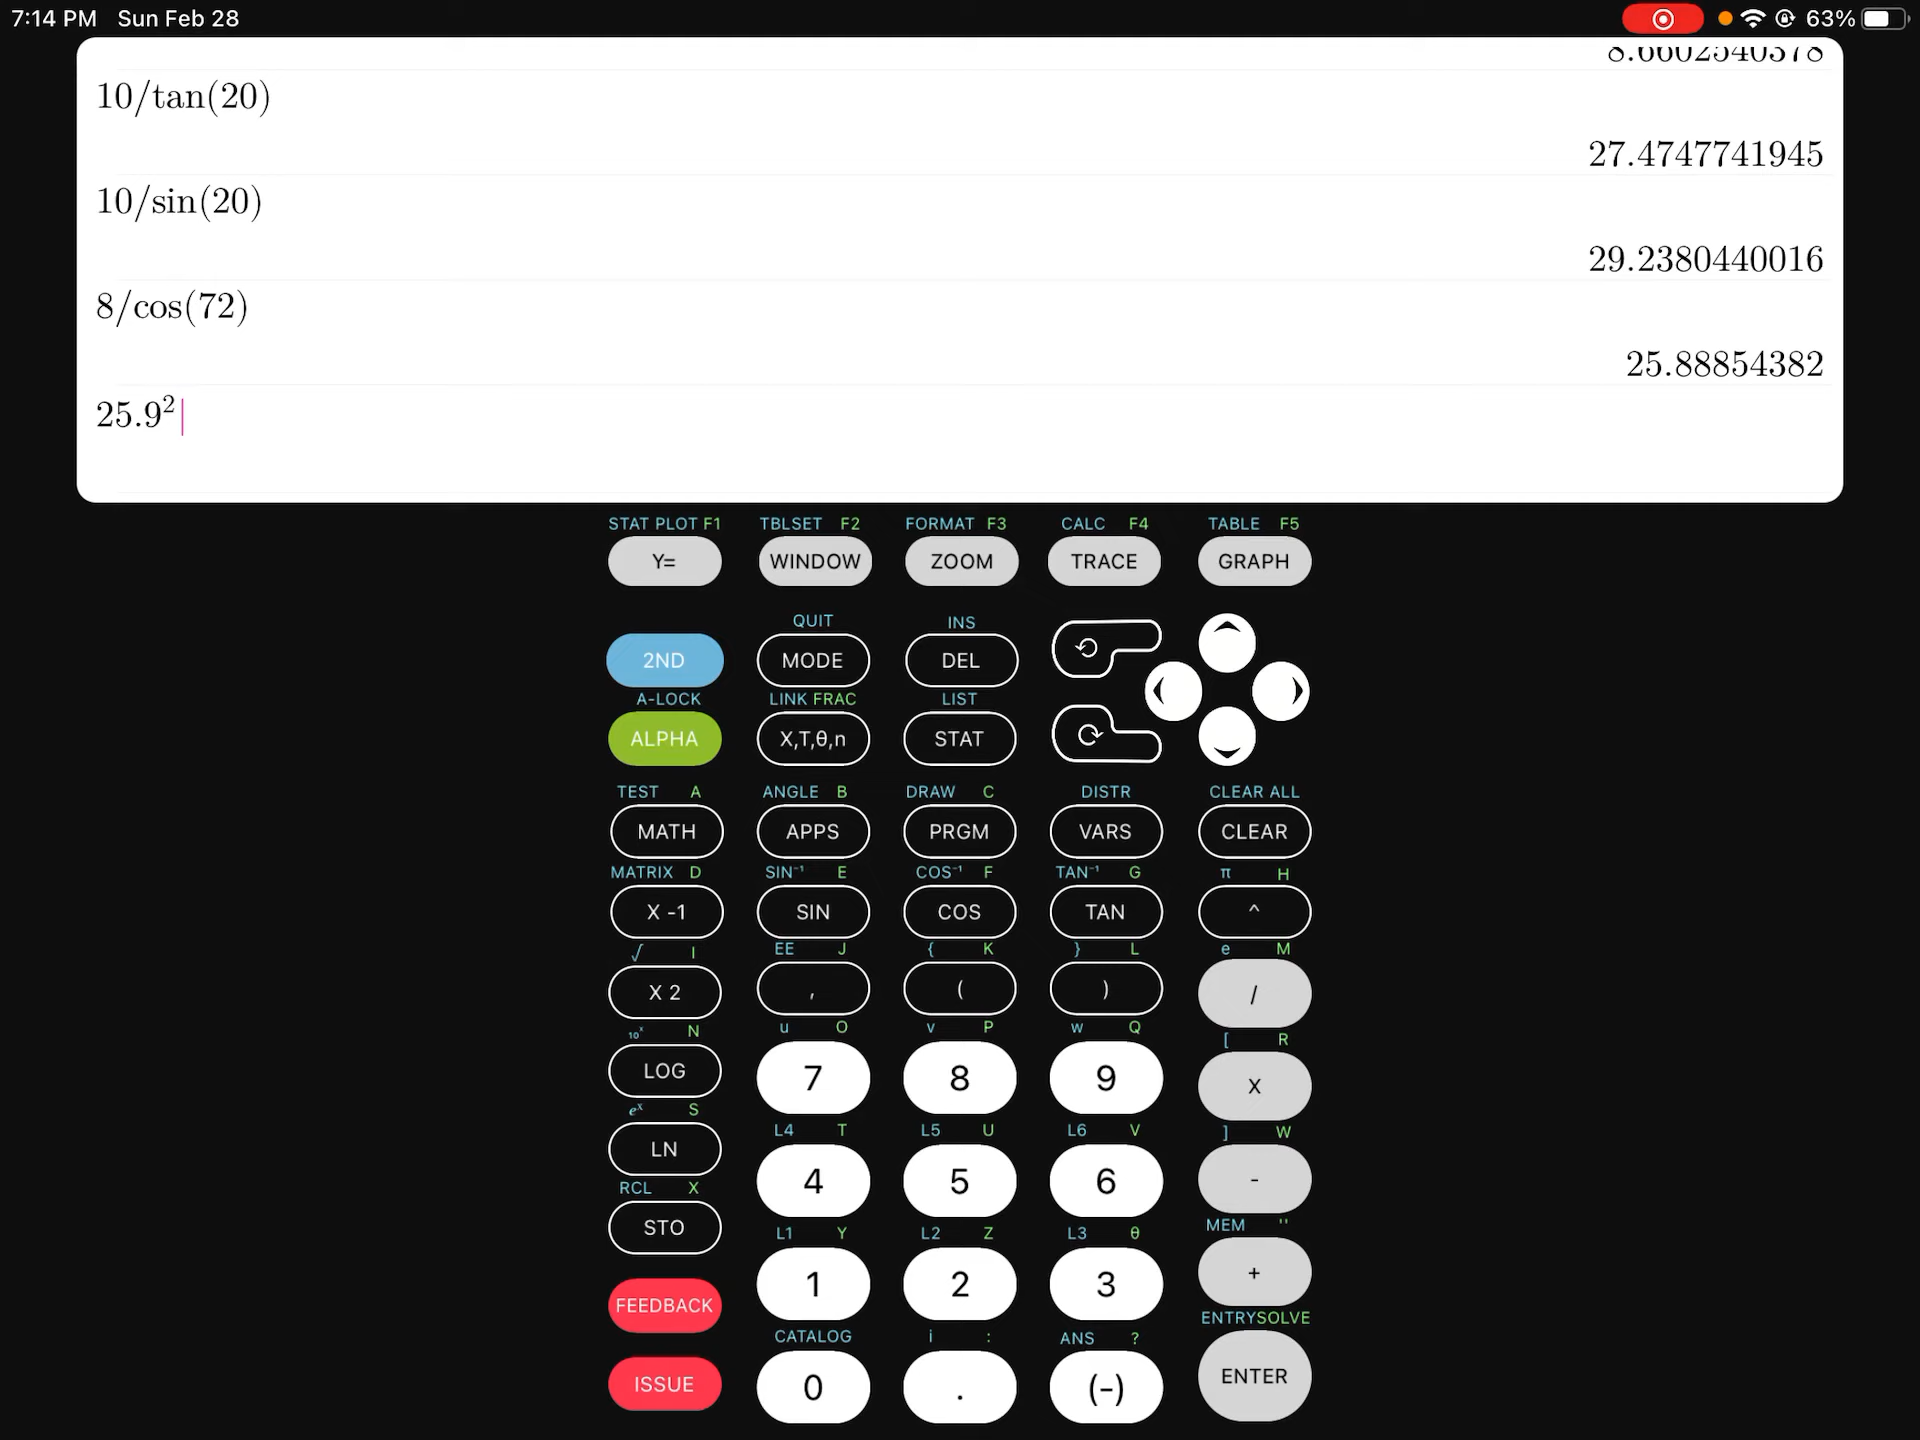 7:14 PM Sun Feb 28 63%
8.6602540378
10/tan(20)
27.4747741945
10/sin(20)
29.2380440016
8/cos(72)
25.88854382
25.9²
STAT PLOT F1 TBLSET F2 FORMAT F3 CALC F4 TABLE F5
Y= WINDOW ZOOM TRACE GRAPH
QUIT INS
2ND MODE DEL
A-LOCK LINK FRAC LIST
ALPHA X,T,θ,n STAT
TEST A ANGLE B DRAW C DISTR CLEAR ALL
MATH APPS PRGM VARS CLEAR
MATRIX D SIN⁻¹ E COS⁻¹ F TAN⁻¹ G π H
X -1 SIN COS TAN ^
√ I EE J { K } L e M
X 2 , ( ) /
10ˣ N u O v P w Q [ R
LOG 7 8 9 X
eˣ S L4 T L5 U L6 V ] W
LN 4 5 6 -
RCL X L1 Y L2 Z L3 θ MEM ''
STO 1 2 3 +
FEEDBACK CATALOG i : ANS ? ENTRY SOLVE
ISSUE 0 . (-) ENTER